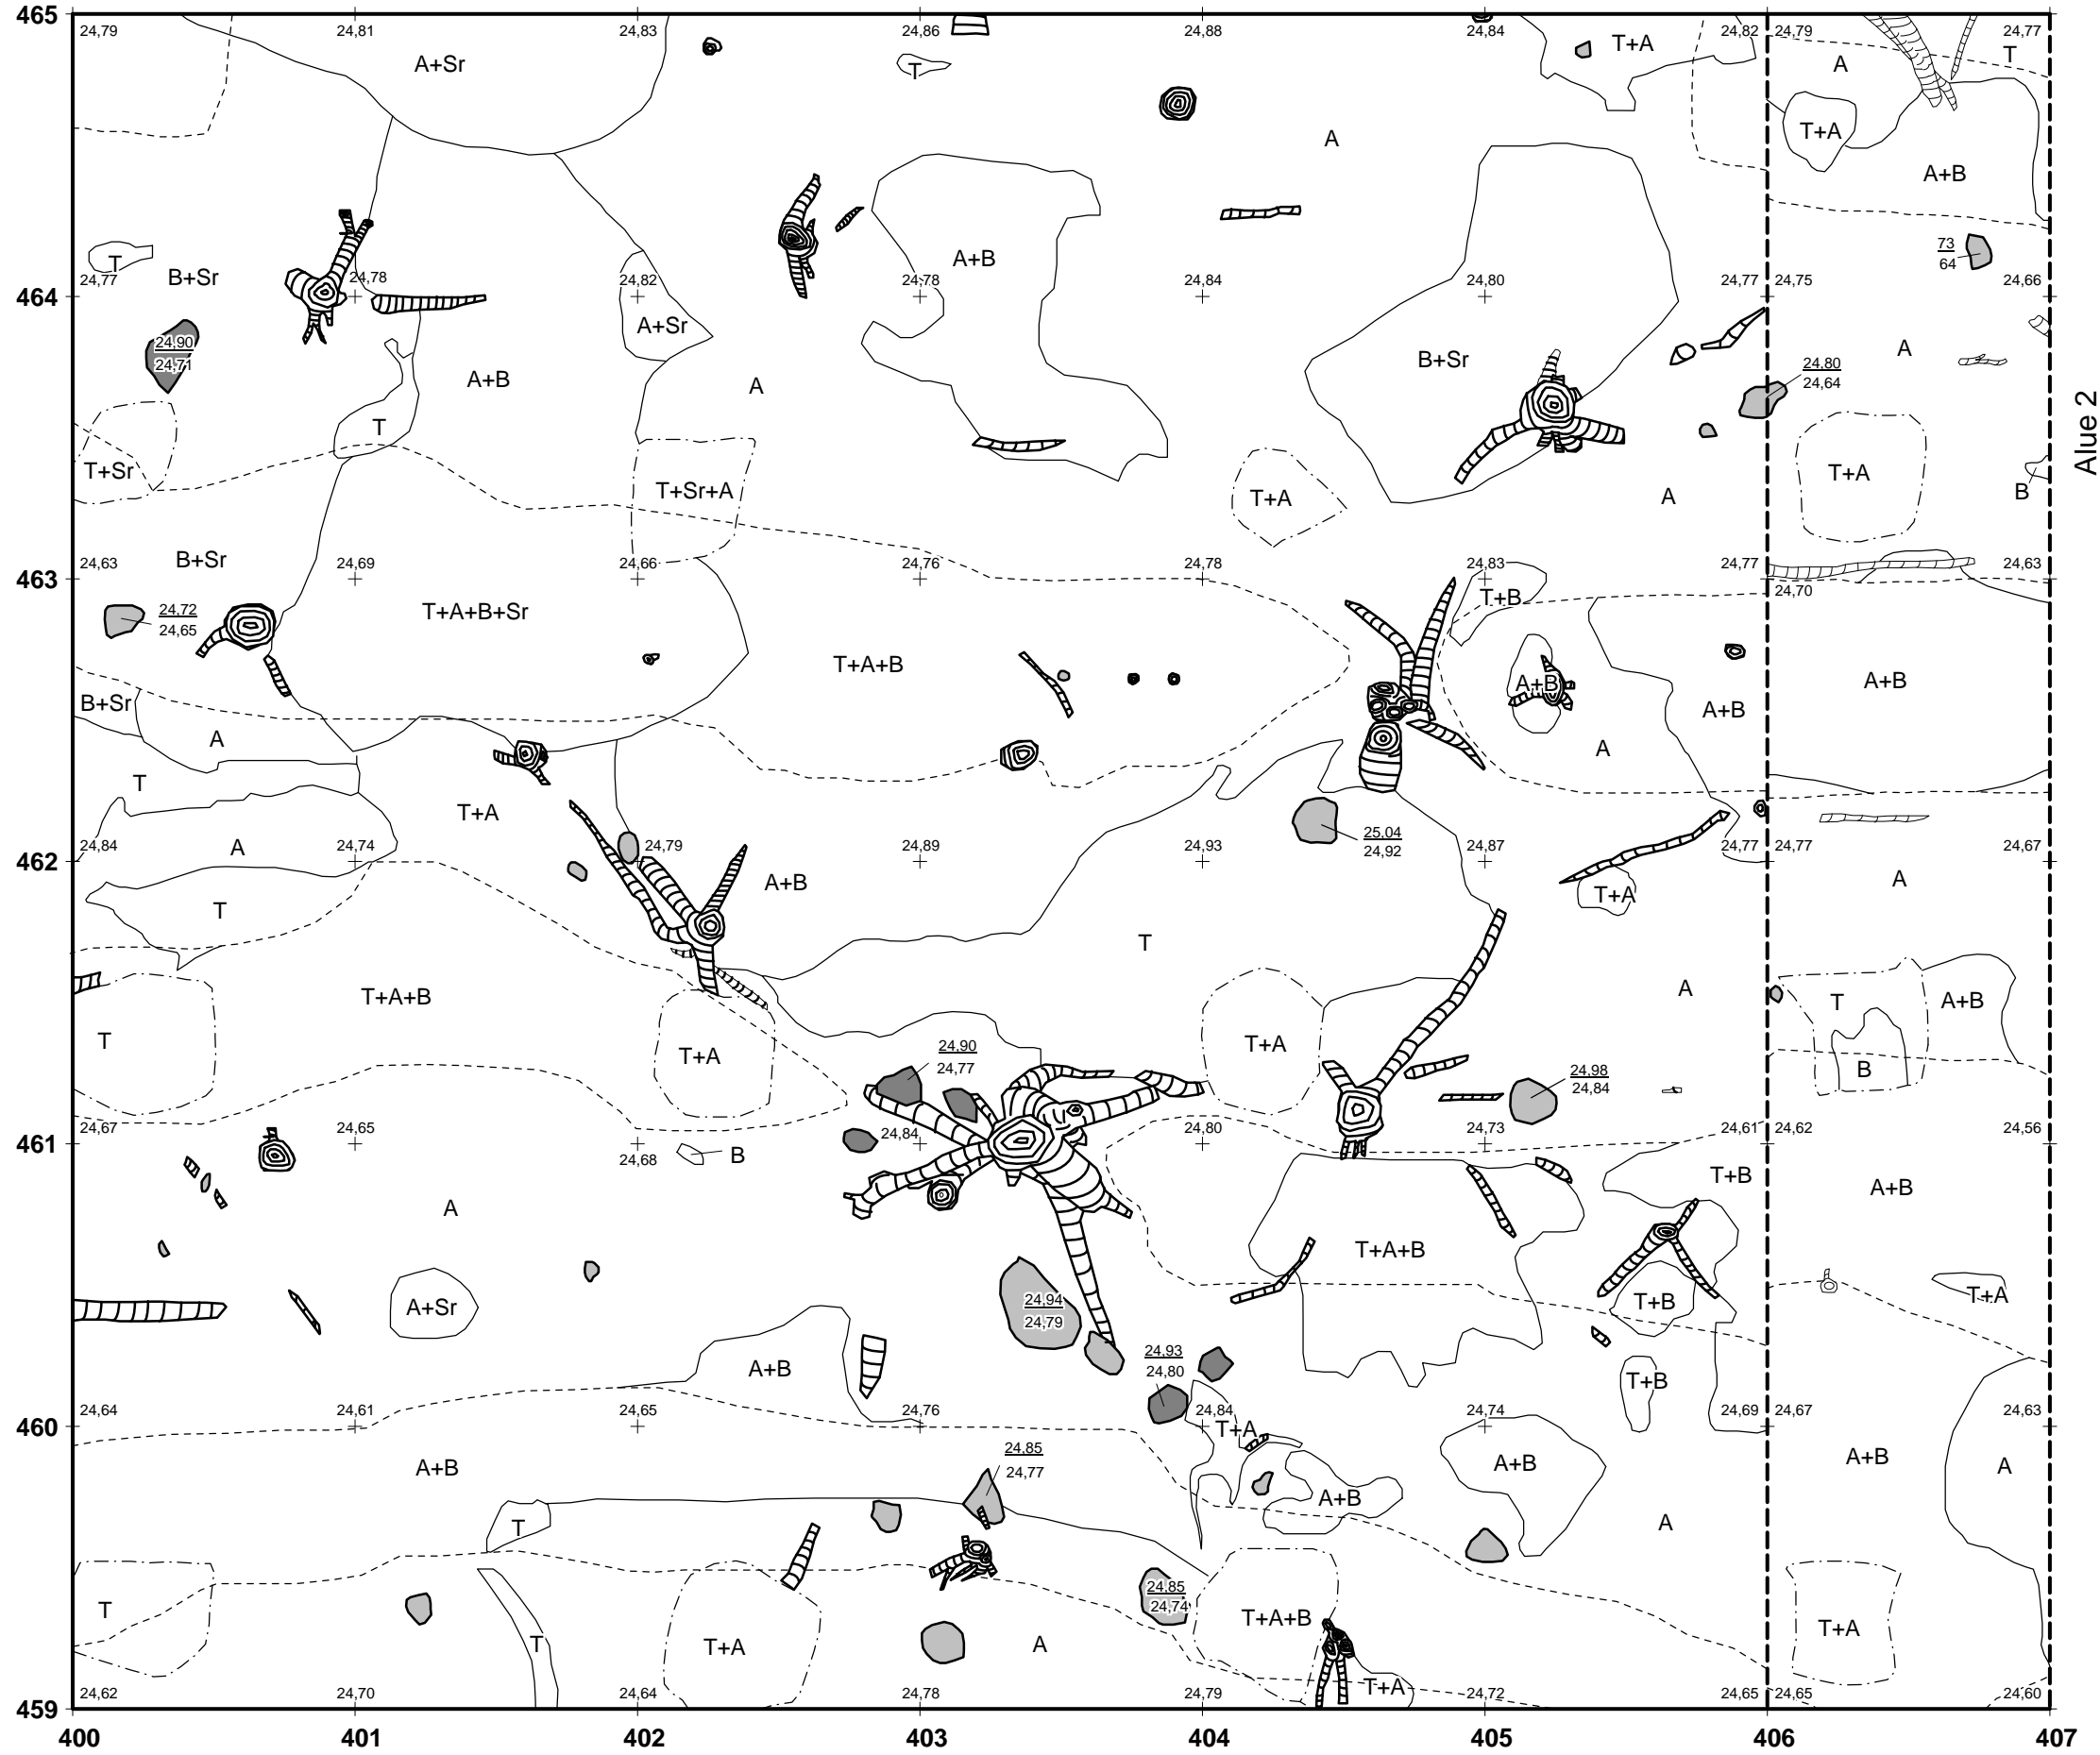 465
24,79
24,81
24,83
24,86
24,88
24,84
24,82
24,79
24,77
A+Sr
T
T+A
A
T
T+A
A
A+B
T
B+Sr
A+B
73
64
464
24,77
24,78
24,82
24,78
24,84
24,80
24,77
24,75
24,66
24,90
24,71
A+Sr
A+B
A
B+Sr
A
24,80
24,64
Alue 2
T
T+Sr
T+Sr+A
T+A
A
T+A
B
463
24,63
24,69
24,66
24,76
24,78
24,83
24,77
24,70
24,63
B+Sr
24,72
24,65
T+A+B+Sr
T+A+B
T+B
A+B
A+B
A+B
B+Sr
A
A
T
T+A
462
24,84
24,74
24,79
24,89
24,93
24,87
24,77
24,77
24,67
25,04
24,92
A
A+B
T+A
A
T
T
T+A+B
A
T
A+B
T
T+A
T+A
B
24,90
24,77
24,98
24,84
461
24,67
24,65
24,68
24,84
24,80
24,73
24,61
24,62
24,56
B
T+B
A+B
A
T+A+B
A+Sr
T+B
T+A
24,94
24,79
24,93
24,80
A+B
T+B
460
24,64
24,61
24,65
24,76
24,84
24,74
24,69
24,67
24,63
T+A
A+B
24,85
24,77
A+B
A+B
A+B
A
T
A
24,85
24,74
T
T
T+A
A
T+A+B
T+A
T+A
459
24,62
24,70
24,64
24,78
24,79
24,72
24,65
24,65
24,60
400
401
402
403
404
405
406
407